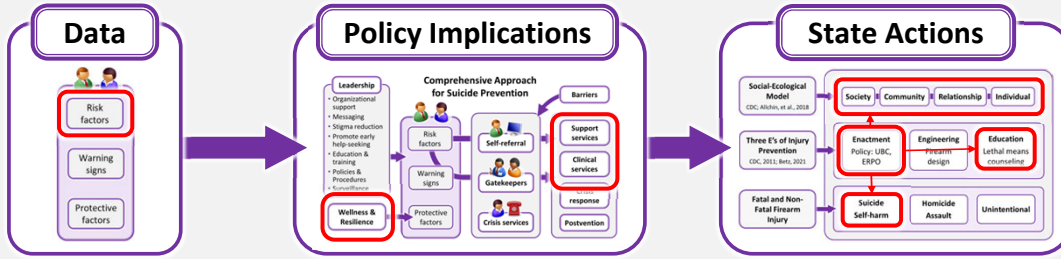 Data
Risk
factors
Warning
signs
Protective
factors
Policy Implications
Leadership
• Organizational
support
• Messaging
• Stigma reduction
• Promote early
help-seeking
• Education &
training
• Policies &
Procedures
• Surveillance
Wellness &
Resilience
Comprehensive Approach
for Suicide Prevention
Risk
factors
Warning
signs
Protective
factors
Self-referral
Gatekeepers
Crisis services
Barriers
Support
services
Clinical
services
response
Postvention
State Actions
Social-Ecological
Model
CDC; Allchin, et al., 2018
Society
Community
Relationship
Individual
Three E's of Injury
Prevention
CDC, 2011; Betz, 2021
Enactment
Policy: UBC,
ERPO
Engineering
Firearm
design
Education
Lethal means
counseling
Fatal and Non-
Fatal Firearm
Injury
Suicide
Self-harm
Homicide
Assault
Unintentional